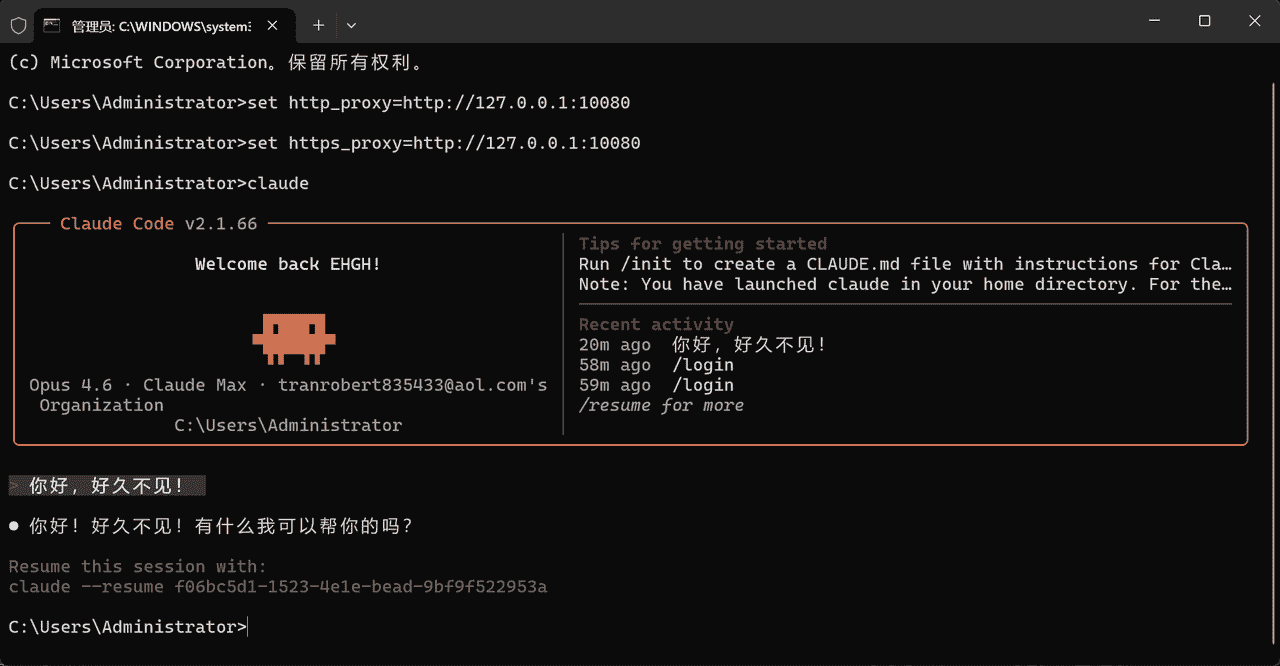 管理员: C:\WINDOWS\system3
(c) Microsoft Corporation。保留所有权利。
C:\Users\Administrator>set http_proxy=http://127.0.0.1:10080
C:\Users\Administrator>set https_proxy=http://127.0.0.1:10080
C:\Users\Administrator>claude
Claude Code v2.1.66
Welcome back EHGH!
Opus 4.6 · Claude Max · tranrobert835433@aol.com's
Organization
C:\Users\Administrator
Tips for getting started
Run /init to create a CLAUDE.md file with instructions for Cla…
Note: You have launched claude in your home directory. For the…
Recent activity
20m ago 你好，好久不见！
58m ago /login
59m ago /login
/resume for more
> 你好，好久不见！
● 你好！好久不见！有什么我可以帮你的吗？
Resume this session with:
claude --resume f06bc5d1-1523-4e1e-bead-9bf9f522953a
C:\Users\Administrator>